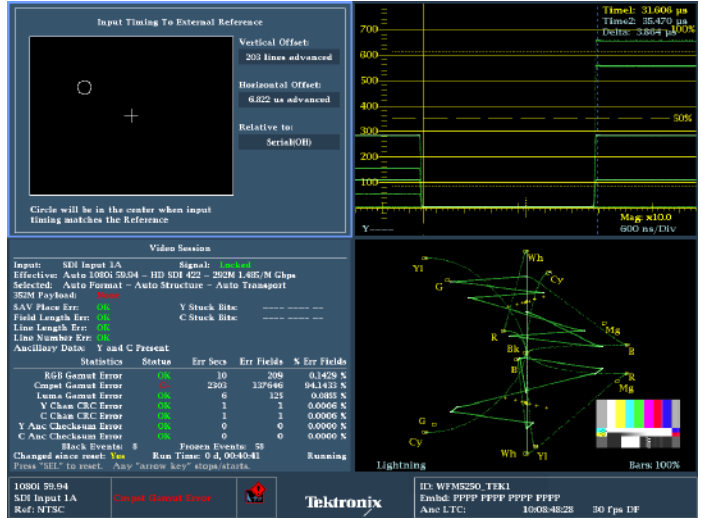 Input Timing To External Reference
Vertical Offset:
203 lines advanced
Horizontal Offset:
6.822 us advanced
Relative to:
Serial(OH)
Circle will be in the center when input
timing matches the Reference
Time1: 31.606 µs
Time2: 35.470 µs
Delta: 3.864 µs
100%
700
600
500
400
50%
300
200
100
Mag: x10.0
Y----
600 ns/Div
Video Session
Input: SDI Input 1A Signal: Locked
Effective: Auto 1080i 59.94 – HD SDI 422 – 292M 1.485/M Gbps
Selected: Auto Format – Auto Structure – Auto Transport
352M Payload:
SAV Place Err: OK Y Stuck Bits: ---- ---- --
Field Length Err: OK C Stuck Bits: ---- ---- --
Line Length Err: OK
Line Number Err: OK
Ancillary Data: Y and C Present
Statistics Status Err Secs Err Fields % Err Fields
RGB Gamut Error OK 10 209 0.1429 %
Cmpst Gamut Error 2303 137646 94.1433 %
Luma Gamut Error OK 6 125 0.0855 %
Y Chan CRC Error OK 1 1 0.0006 %
C Chan CRC Error OK 1 1 0.0006 %
Y Anc Checksum Error OK 0 0 0.0000 %
C Anc Checksum Error OK 0 0 0.0000 %
Black Events: 8 Frozen Events: 58
Changed since reset: Yes Run Time: 0 d, 00:40:41 Running
Press "SEL" to reset. Any "arrow key" stops/starts.
Wh
Yl
Cy
G
Mg
R
B
Bk
B
R
Mg
G
Cy
Wh
Yl
Lightning
Bars: 100%
1080i 59.94
SDI Input 1A
Ref: NTSC
Cmpst Gamut Error
Tektronix
ID: WFM5250_TEK1
Embd: PPPP PPPP PPPP PPPP
Anc LTC: 10:08:48:28 30 fps DF